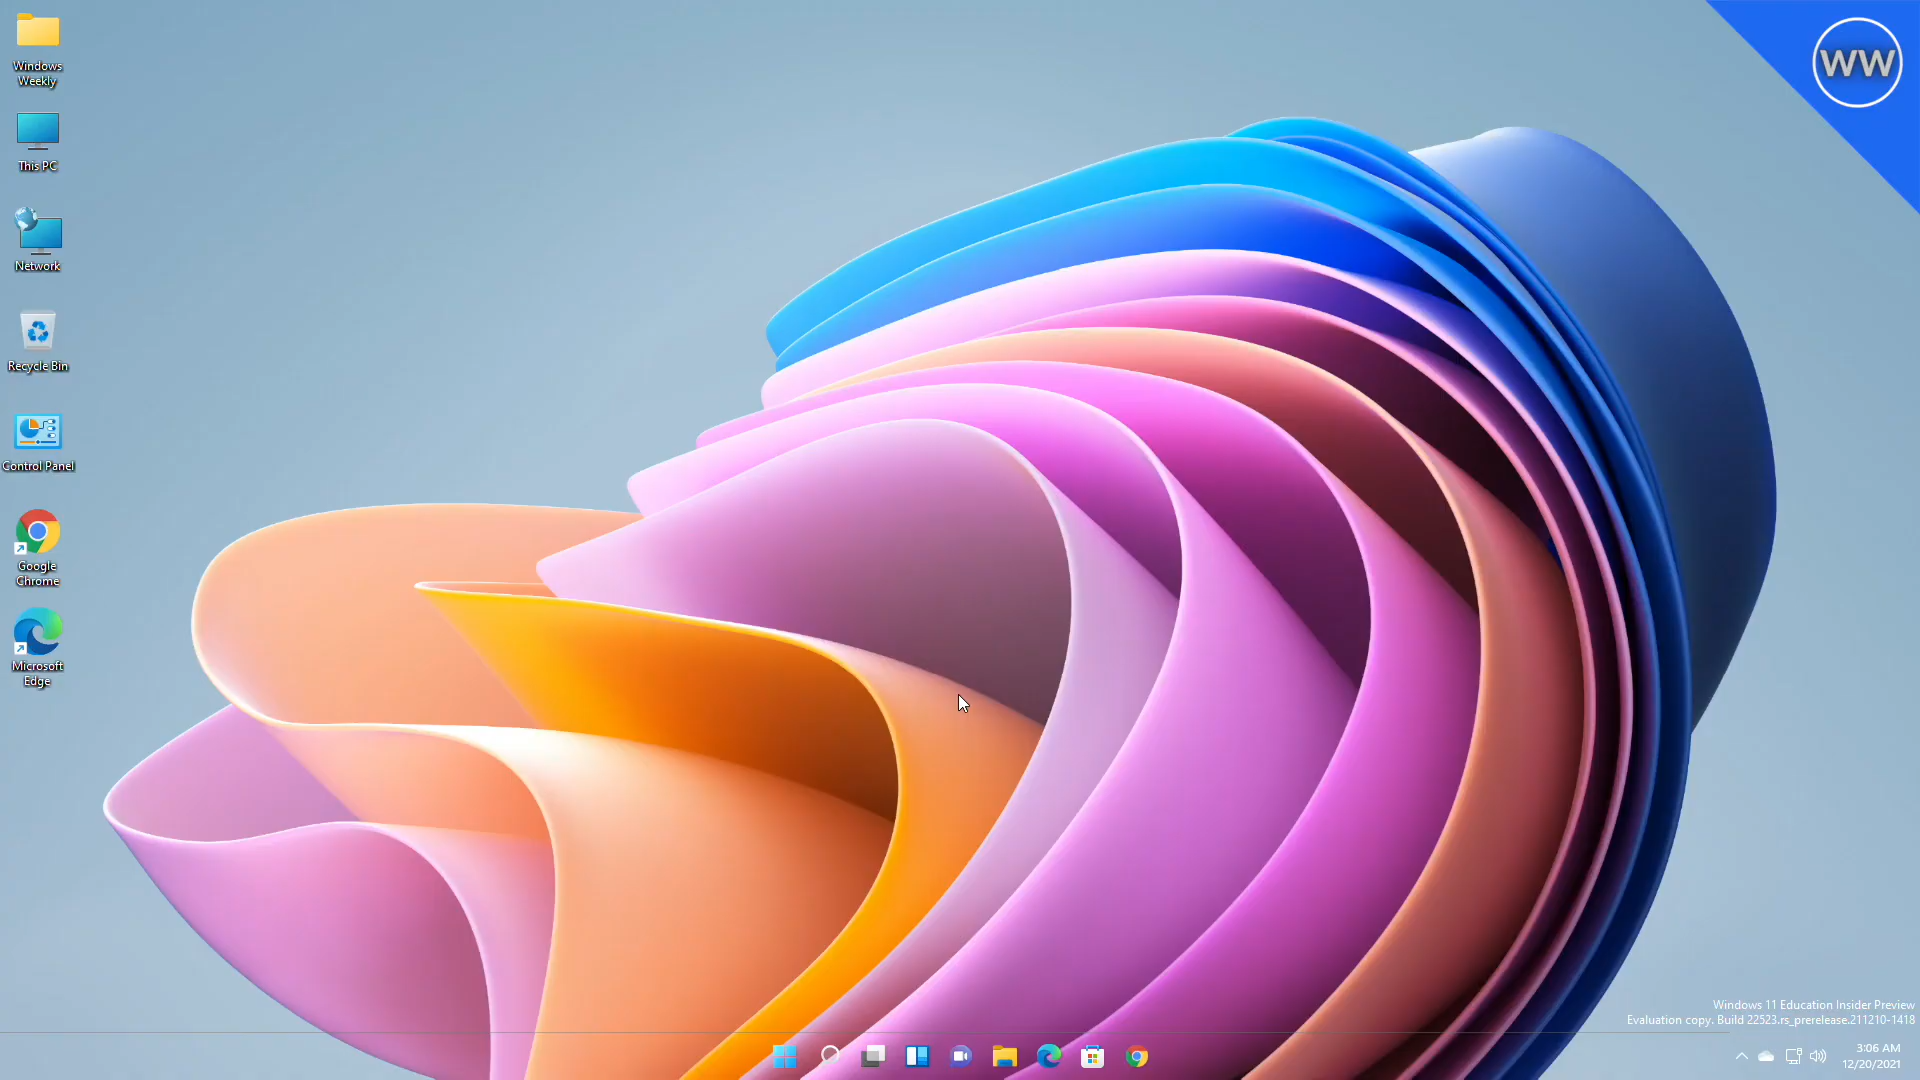 Windows
Weekly
This PC
Network
Recycle Bin
Control Panel
Google
Chrome
Microsoft
Edge
WW
Windows 11 Education Insider Preview
Evaluation copy. Build 22523.rs_prerelease.211210-1418
3:06 AM
12/20/2021